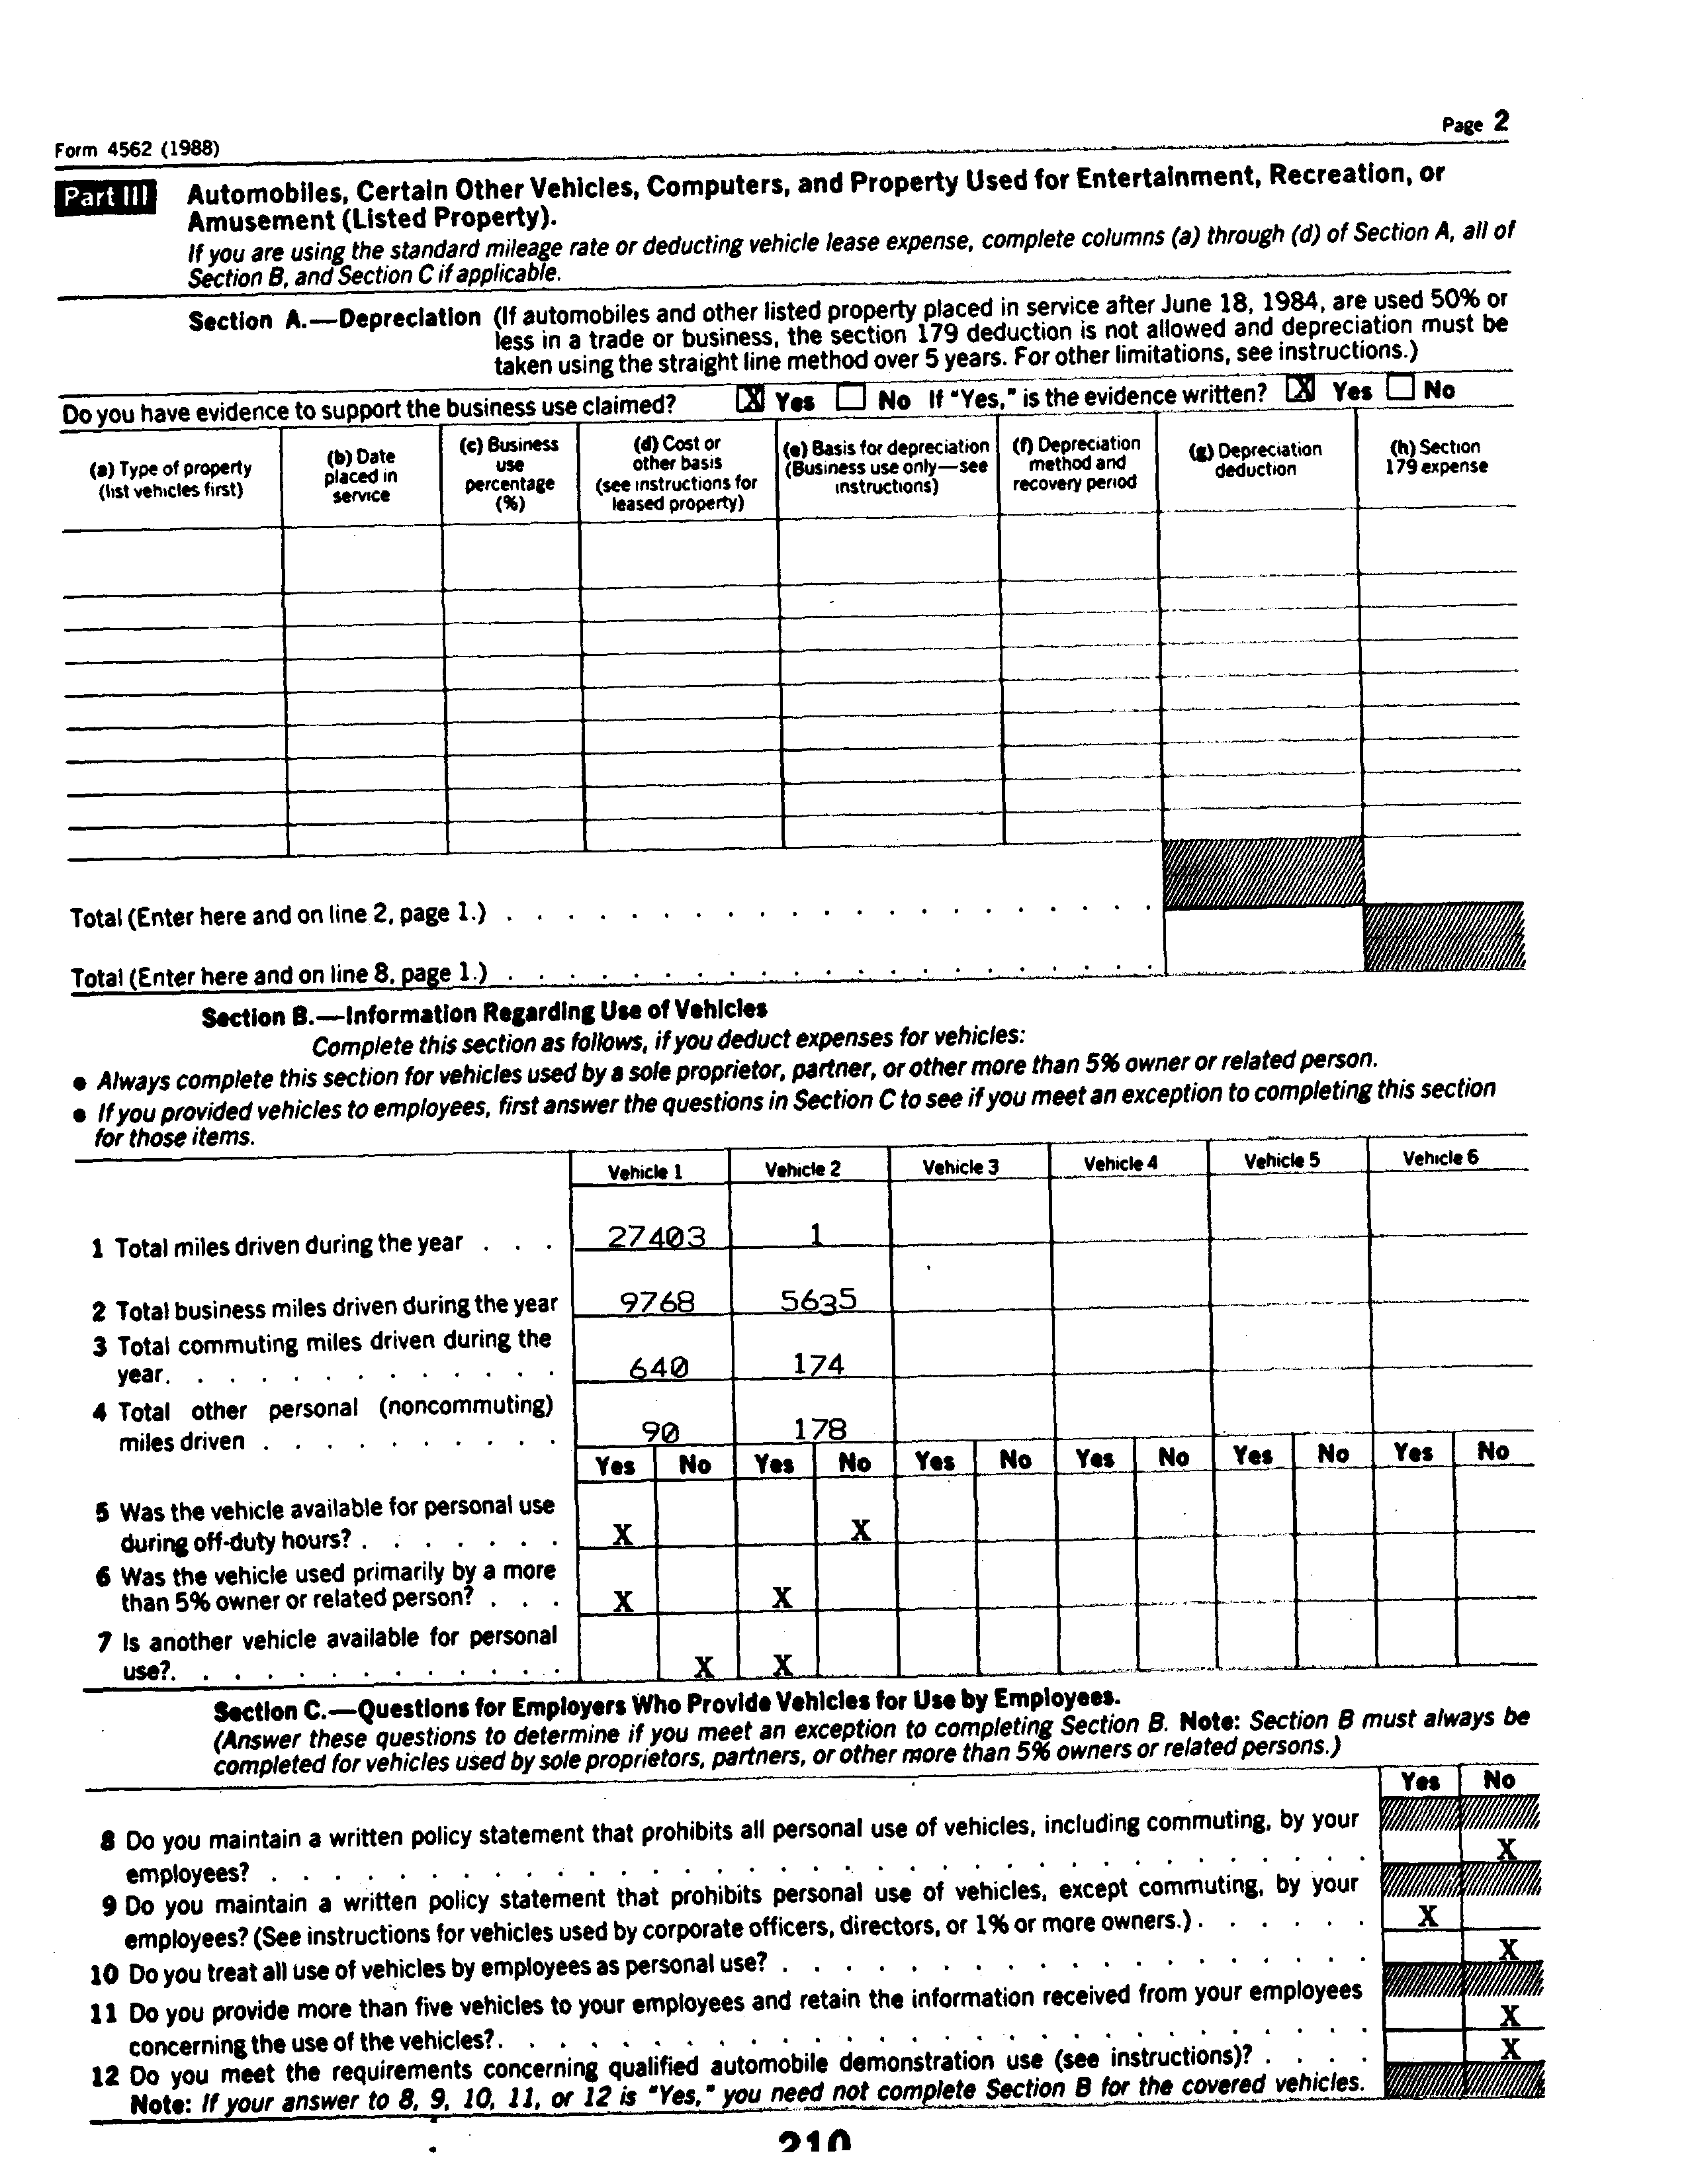 Form 4562 (1988)
Page 2
Part III Automobiles, Certain Other Vehicles, Computers, and Property Used for Entertainment, Recreation, or
Amusement (Listed Property).
If you are using the standard mileage rate or deducting vehicle lease expense, complete columns (a) through (d) of Section A, all of
Section B, and Section C if applicable.
Section A.—Depreciation (If automobiles and other listed property placed in service after June 18, 1984, are used 50% or
less in a trade or business, the section 179 deduction is not allowed and depreciation must be
taken using the straight line method over 5 years. For other limitations, see instructions.)
Do you have evidence to support the business use claimed? X Yes No If "Yes," is the evidence written? X Yes No
(a) Type of property
(list vehicles first)
(b) Date
placed in
service
(c) Business
use
percentage
(%)
(d) Cost or
other basis
(see instructions for
leased property)
(e) Basis for depreciation
(Business use only—see
instructions)
(f) Depreciation
method and
recovery period
(g) Depreciation
deduction
(h) Section
179 expense
Total (Enter here and on line 2, page 1.) . . . . . . . . . . . . . . . . . . . . .
Total (Enter here and on line 8, page 1.) . . . . . . . . . . . . . . . . . . . . .
Section B.—Information Regarding Use of Vehicles
Complete this section as follows, if you deduct expenses for vehicles:
● Always complete this section for vehicles used by a sole proprietor, partner, or other more than 5% owner or related person.
● If you provided vehicles to employees, first answer the questions in Section C to see if you meet an exception to completing this section
for those items.
Vehicle 1 Vehicle 2 Vehicle 3 Vehicle 4 Vehicle 5 Vehicle 6
1 Total miles driven during the year . . . 27403 1
2 Total business miles driven during the year 9768 5635
3 Total commuting miles driven during the
year. . . . . . . . . . . . . . 640 174
4 Total other personal (noncommuting)
miles driven . . . . . . . . . . 90 178
Yes No Yes No Yes No Yes No Yes No Yes No
5 Was the vehicle available for personal use
during off-duty hours? . . . . . . . X X
6 Was the vehicle used primarily by a more
than 5% owner or related person? . . . X X
7 Is another vehicle available for personal
use?. . . . . . . . . . . . . X X
Section C.—Questions for Employers Who Provide Vehicles for Use by Employees.
(Answer these questions to determine if you meet an exception to completing Section B. Note: Section B must always be
completed for vehicles used by sole proprietors, partners, or other more than 5% owners or related persons.)
Yes No
8 Do you maintain a written policy statement that prohibits all personal use of vehicles, including commuting, by your
employees? . . . . . . . . . . . . . . . . . . . . . . . . . . . . . . . . . . . X
9 Do you maintain a written policy statement that prohibits personal use of vehicles, except commuting, by your
employees? (See instructions for vehicles used by corporate officers, directors, or 1% or more owners.) . . . . . . X
10 Do you treat all use of vehicles by employees as personal use? . . . . . . . . . . . . . . . . . . . X
11 Do you provide more than five vehicles to your employees and retain the information received from your employees
concerning the use of the vehicles?. . . . . . . . . . . . . . . . . . . . . . . . . . . . X
12 Do you meet the requirements concerning qualified automobile demonstration use (see instructions)? . . . . X
Note: If your answer to 8, 9, 10, 11, or 12 is "Yes," you need not complete Section B for the covered vehicles.
210